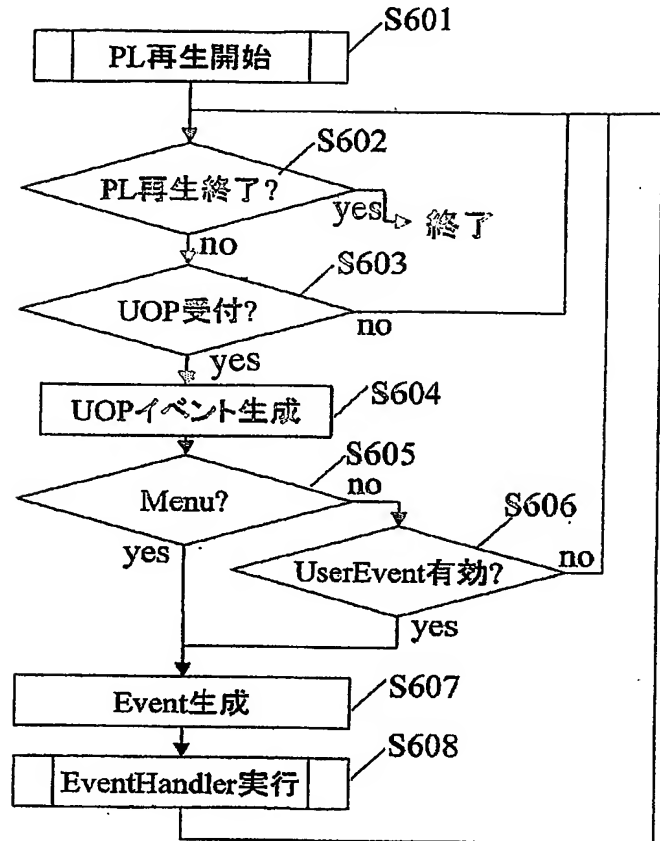 S601
PL再生開始
S602
PL再生終了?
yes
終了
no
S603
UOP受付?
no
yes
S604
UOPイベント生成
S605
Menu?
no
S606
yes
UserEvent有効?
no
yes
S607
Event生成
S608
EventHandler実行